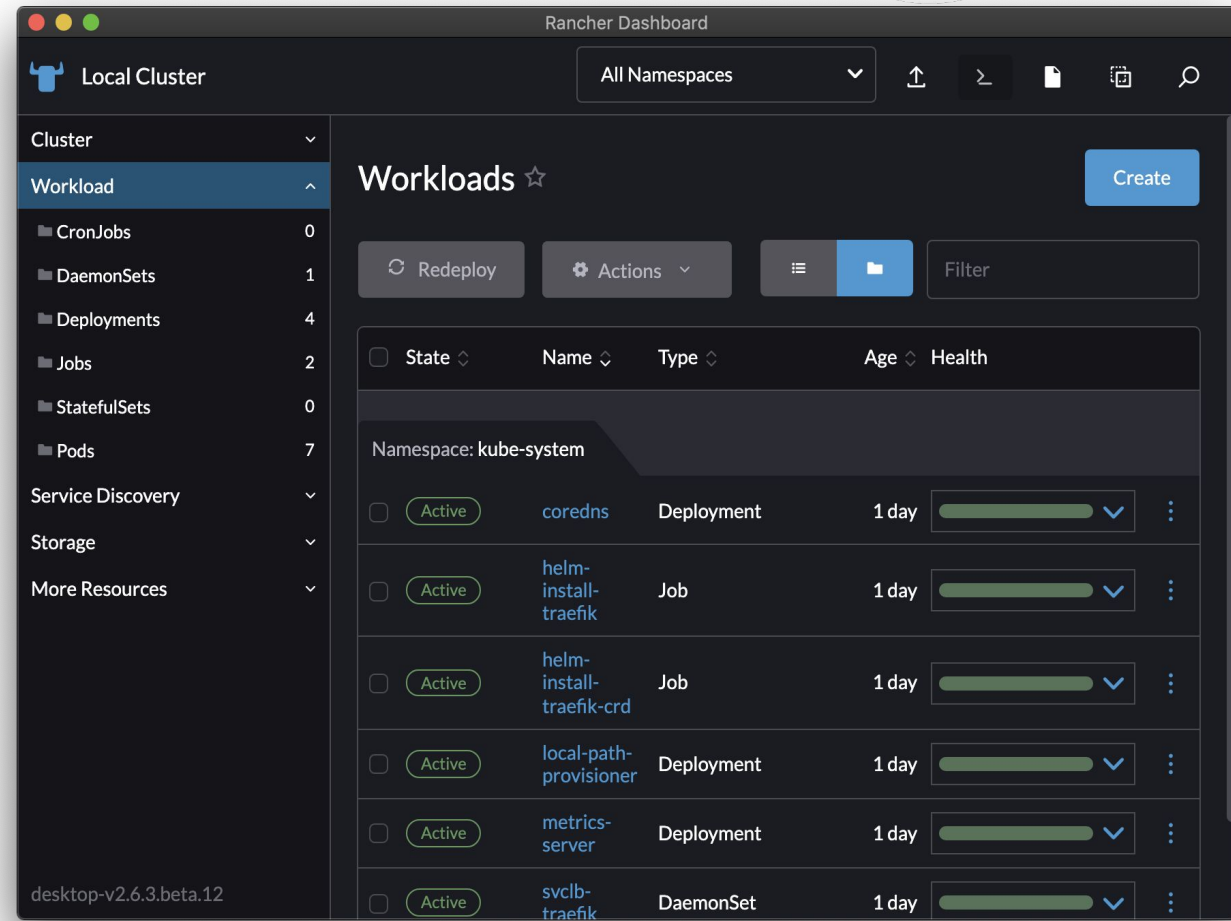 Rancher Dashboard
Local Cluster
All Namespaces
Cluster
Workload
CronJobs 0
DaemonSets 1
Deployments 4
Jobs 2
StatefulSets 0
Pods 7
Service Discovery
Storage
More Resources
desktop-v2.6.3.beta.12
Workloads
Create
Redeploy
Actions
Filter
State Name Type Age Health
Namespace: kube-system
Active coredns Deployment 1 day
helm-
Active install- Job 1 day
traefik
helm-
Active install- Job 1 day
traefik-crd
local-path-
Active provisioner Deployment 1 day
metrics-
Active server Deployment 1 day
svclb-
Active traefik DaemonSet 1 day